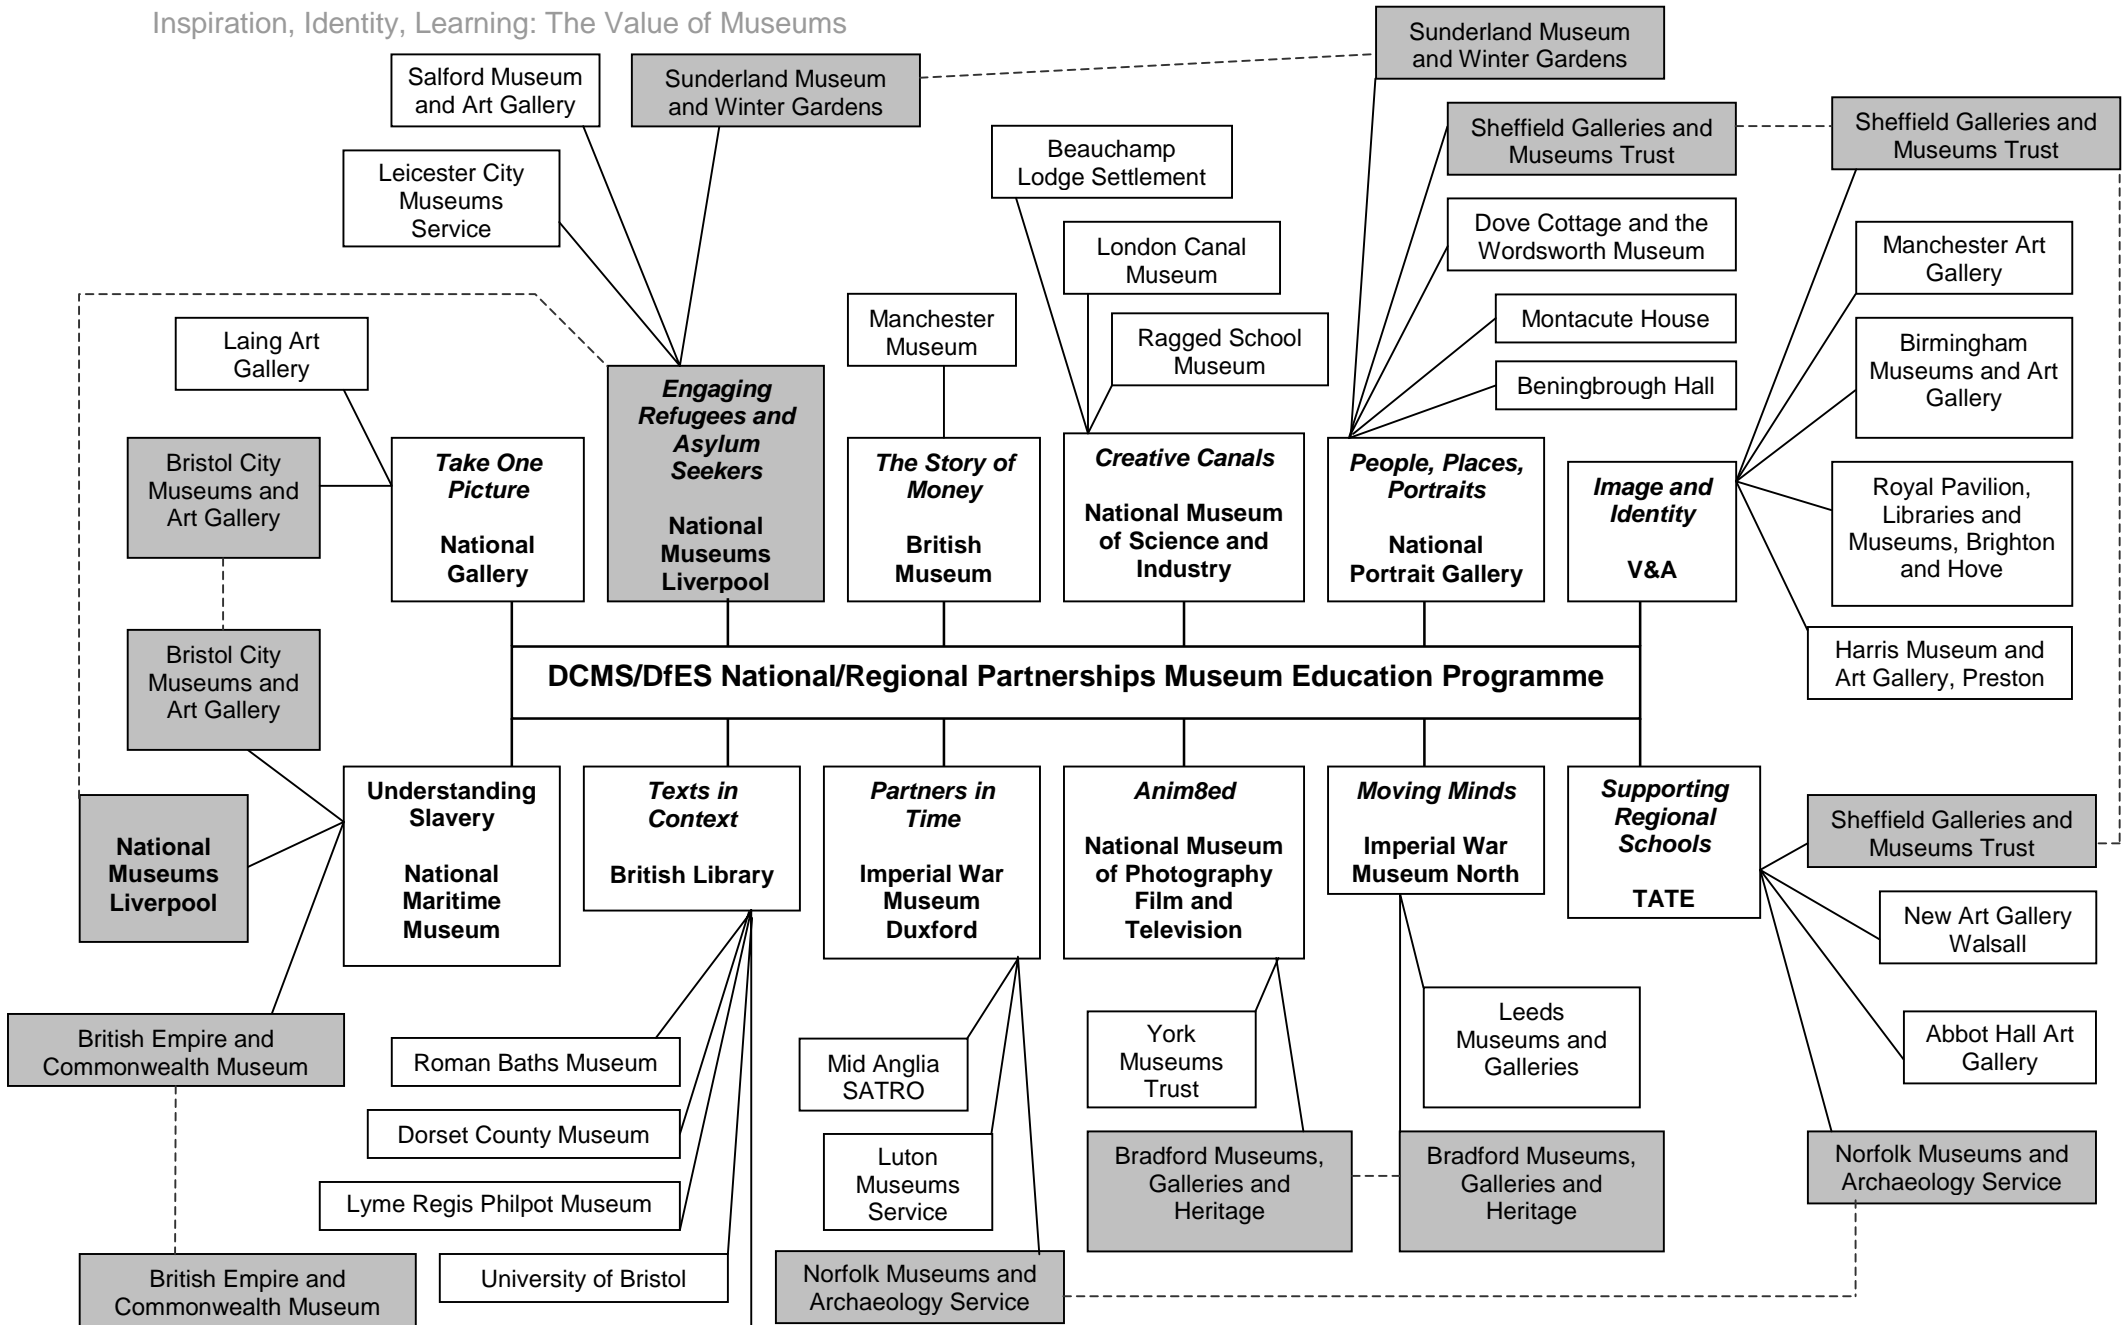 Inspiration, Identity, Learning: The Value of Museums
Sunderland Museum
and Winter Gardens
Salford Museum
and Art Gallery
Sunderland Museum
and Winter Gardens
Sheffield Galleries and
Museums Trust
Sheffield Galleries and
Museums Trust
Beauchamp
Lodge Settlement
Leicester City
Museums
Service
Dove Cottage and the
Wordsworth Museum
London Canal
Museum
Manchester Art
Gallery
Montacute House
Manchester
Museum
Ragged School
Museum
Laing Art
Gallery
Birmingham
Museums and Art
Gallery
Beningbrough Hall
Bristol City
Museums and
Art Gallery
Take One
Picture
National
Gallery
Engaging
Refugees and
Asylum
Seekers
National
Museums
Liverpool
The Story of
Money
British
Museum
Creative Canals
National Museum
of Science and
Industry
People, Places,
Portraits
National
Portrait Gallery
Image and
Identity
V&A
Royal Pavilion,
Libraries and
Museums, Brighton
and Hove
Harris Museum and
Art Gallery, Preston
DCMS/DfES National/Regional Partnerships Museum Education Programme
Bristol City
Museums and
Art Gallery
National
Museums
Liverpool
Understanding
Slavery
National
Maritime
Museum
Texts in
Context
British Library
Partners in
Time
Imperial War
Museum
Duxford
Anim8ed
National Museum
of Photography
Film and
Television
Moving Minds
Imperial War
Museum North
Supporting
Regional
Schools
TATE
Sheffield Galleries and
Museums Trust
New Art Gallery
Walsall
Abbot Hall Art
Gallery
British Empire and
Commonwealth Museum
Roman Baths Museum
Mid Anglia
SATRO
York
Museums
Trust
Leeds
Museums and
Galleries
Dorset County Museum
Luton
Museums
Service
Bradford Museums,
Galleries and
Heritage
Bradford Museums,
Galleries and
Heritage
Norfolk Museums and
Archaeology Service
Lyme Regis Philpot Museum
British Empire and
Commonwealth Museum
University of Bristol
Norfolk Museums and
Archaeology Service